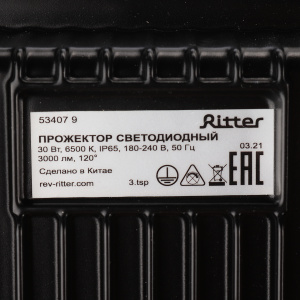 53407 9
Ritter
ПРОЖЕКТОР СВЕТОДИОДНЫЙ
30 Вт, 6500 К, IP65, 180-240 В, 50 Гц
03.21
3000 лм, 120°
Сделано в Китае
rev-ritter.com
3.tsp
EAC